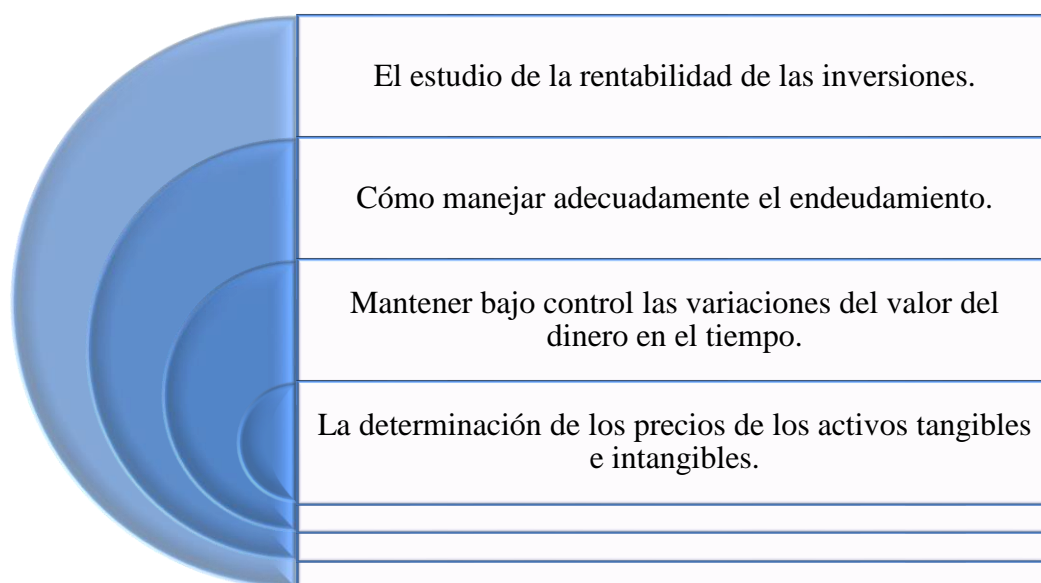 El estudio de la rentabilidad de las inversiones.
Cómo manejar adecuadamente el endeudamiento.
Mantener bajo control las variaciones del valor del
dinero en el tiempo.
La determinación de los precios de los activos tangibles
e intangibles.